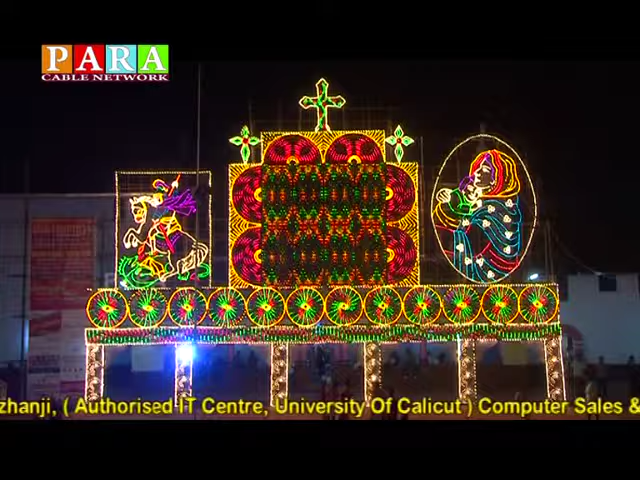 PARA
CABLE NETWORK
zhanji, ( Authorised IT Centre, University Of Calicut ) Computer Sales &